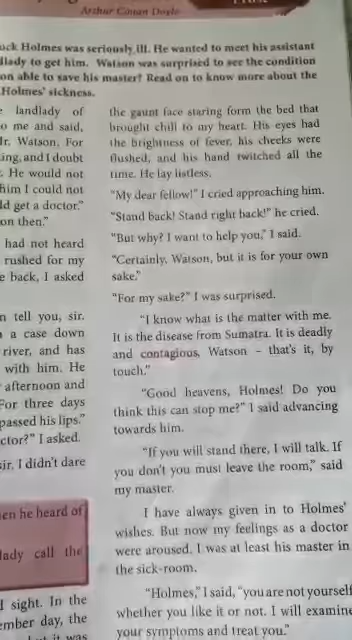 Arthur Conan Doyle
ock Holmes was seriously ill. He wanted to meet his assistant
llady to get him. Watson was surprised to see the condition
on able to save his master? Read on to know more about the
Holmes' sickness.
e landlady of
o me and said,
Ir. Watson. For
ing, and I doubt
. He would not
him I could not
ld get a doctor."
on then."
had not heard
rushed for my
e back, I asked
n tell you, sir.
a case down
river, and has
with him. He
afternoon and
For three days
passed his lips."
ctor?" I asked.
sir. I didn't dare
en he heard of
lady call the
d sight. In the
ember day, the
but it was
the gaunt face staring form the bed that
brought chill to my heart. His eyes had
the brightness of fever, his cheeks were
flushed, and his hand twitched all the
time. He lay listless.
"My dear fellow!" I cried approaching him.
"Stand back! Stand right back!" he cried.
"But why? I want to help you," I said.
"Certainly, Watson, but it is for your own
sake."
"For my sake?" I was surprised.
"I know what is the matter with me.
It is the disease from Sumatra. It is deadly
and contagious, Watson – that's it, by
touch."
"Good heavens, Holmes! Do you
think this can stop me?" I said advancing
towards him.
"If you will stand there, I will talk. If
you don't you must leave the room," said
my master.
I have always given in to Holmes'
wishes. But now my feelings as a doctor
were aroused. I was at least his master in
the sick-room.
"Holmes," I said, "you are not yourself
whether you like it or not. I will examine
your symptoms and treat you."